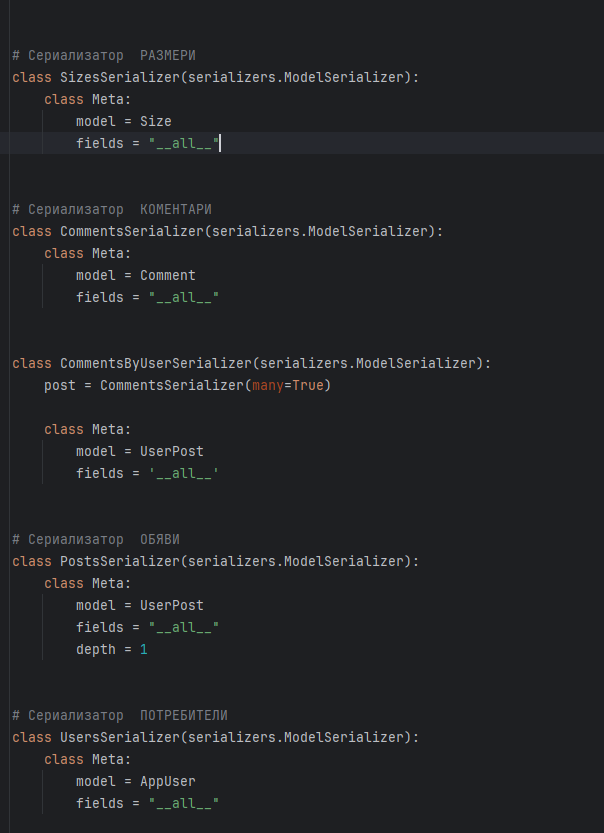 # Сериализатор  РАЗМЕРИ
class SizesSerializer(serializers.ModelSerializer):
    class Meta:
        model = Size
        fields = "__all__"
# Сериализатор  КОМЕНТАРИ
class CommentsSerializer(serializers.ModelSerializer):
    class Meta:
        model = Comment
        fields = "__all__"
class CommentsByUserSerializer(serializers.ModelSerializer):
    post = CommentsSerializer(many=True)
    class Meta:
        model = UserPost
        fields = '__all__'
# Сериализатор  ОБЯВИ
class PostsSerializer(serializers.ModelSerializer):
    class Meta:
        model = UserPost
        fields = "__all__"
        depth = 1
# Сериализатор  ПОТРЕБИТЕЛИ
class UsersSerializer(serializers.ModelSerializer):
    class Meta:
        model = AppUser
        fields = "__all__"